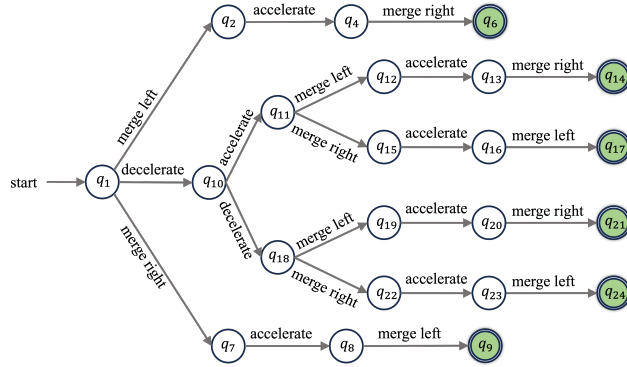 q2 accelerate q4 merge right q6
merge left
q12 accelerate q13 merge right q14
merge left
q11
accelerate
merge right
q15 accelerate q16 merge left q17
start q1 decelerate q10
decelerate
q19 accelerate q20 merge right q21
merge left
q18
merge right
merge right
q22 accelerate q23 merge left q24
q7 accelerate q8 merge left q9